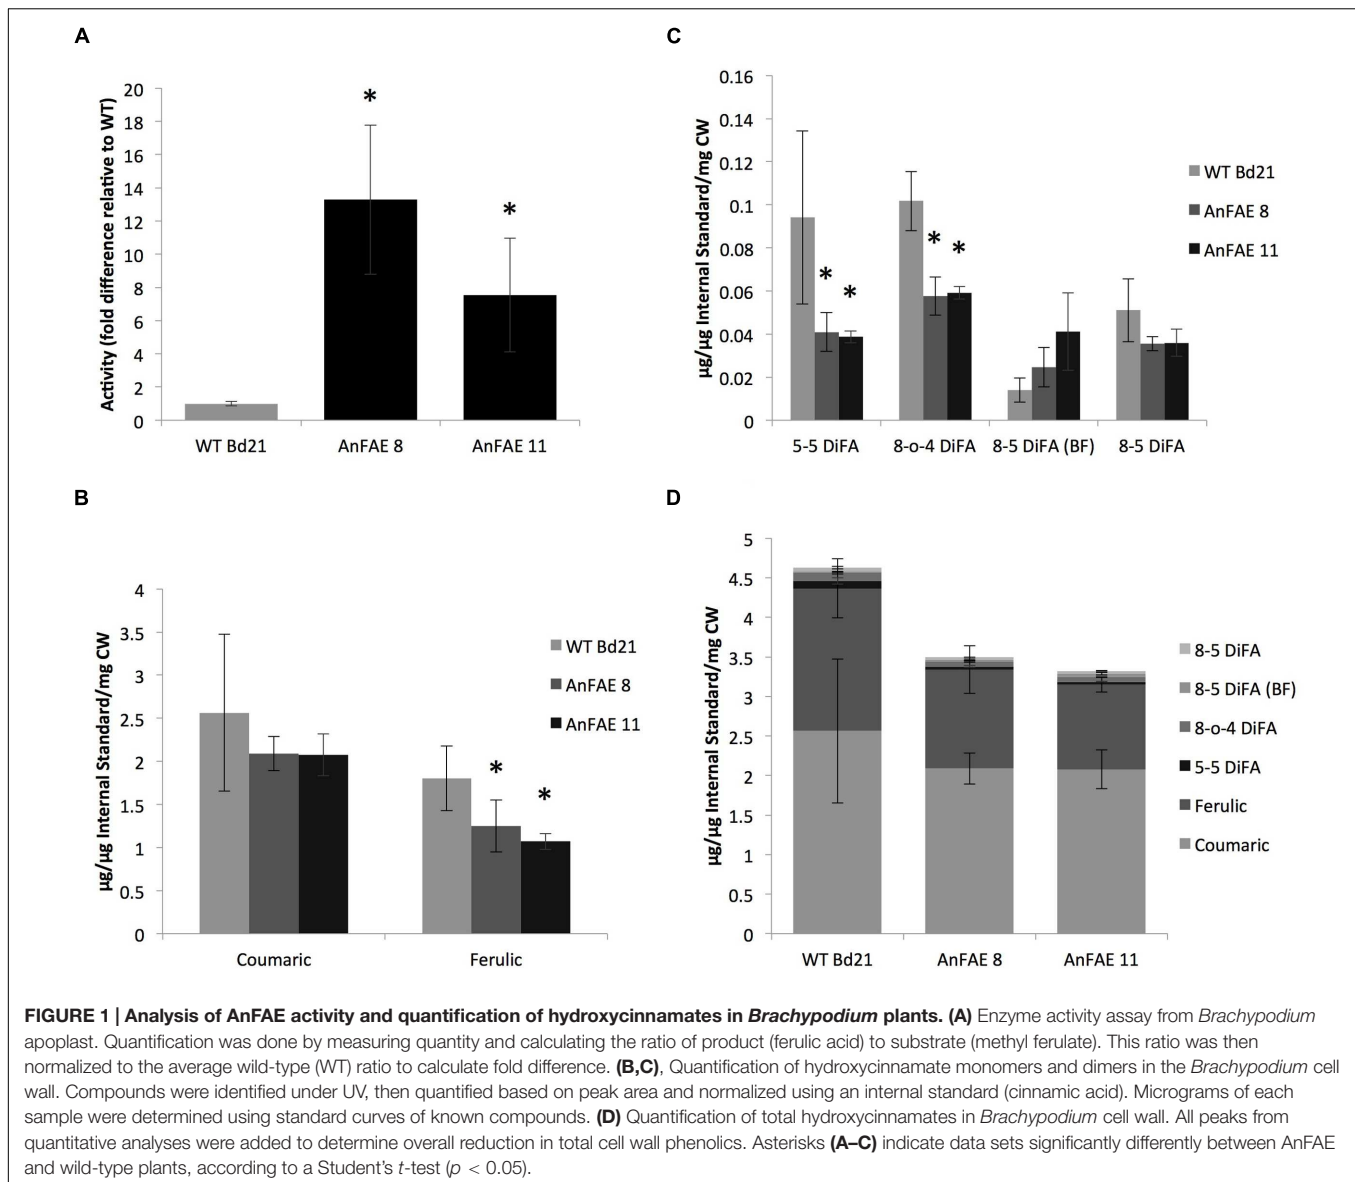 A
Activity (fold difference relative to WT)
20
18
16
14
12
10
8
6
4
2
0
*
*
WT Bd21
AnFAE 8
AnFAE 11
C
µg/µg Internal Standard/mg CW
0.16
0.14
0.12
0.1
0.08
0.06
0.04
0.02
0
* *
* *
5-5 DiFA
8-o-4 DiFA
8-5 DiFA (BF)
8-5 DiFA
WT Bd21
AnFAE 8
AnFAE 11
B
µg/µg Internal Standard/mg CW
4
3.5
3
2.5
2
1.5
1
0.5
0
*
*
Coumaric
Ferulic
WT Bd21
AnFAE 8
AnFAE 11
D
µg/µg Internal Standard/mg CW
5
4.5
4
3.5
3
2.5
2
1.5
1
0.5
0
WT Bd21
AnFAE 8
AnFAE 11
8-5 DiFA
8-5 DiFA (BF)
8-o-4 DiFA
5-5 DiFA
Ferulic
Coumaric
FIGURE 1 | Analysis of AnFAE activity and quantification of hydroxycinnamates in Brachypodium plants. (A) Enzyme activity assay from Brachypodium
apoplast. Quantification was done by measuring quantity and calculating the ratio of product (ferulic acid) to substrate (methyl ferulate). This ratio was then
normalized to the average wild-type (WT) ratio to calculate fold difference. (B,C), Quantification of hydroxycinnamate monomers and dimers in the Brachypodium cell
wall. Compounds were identified under UV, then quantified based on peak area and normalized using an internal standard (cinnamic acid). Micrograms of each
sample were determined using standard curves of known compounds. (D) Quantification of total hydroxycinnamates in Brachypodium cell wall. All peaks from
quantitative analyses were added to determine overall reduction in total cell wall phenolics. Asterisks (A–C) indicate data sets significantly differently between AnFAE
and wild-type plants, according to a Student's t-test (p < 0.05).